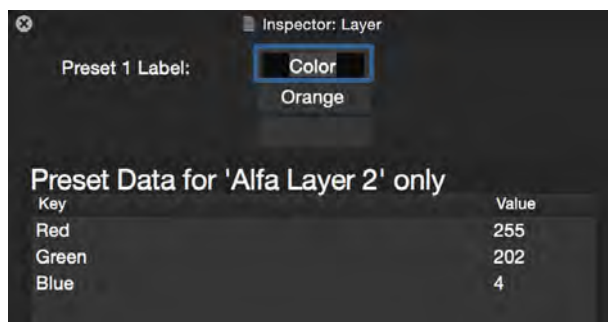 Inspector: Layer
Preset 1 Label: Color
Orange
Preset Data for 'Alfa Layer 2' only
Key Value
Red 255
Green 202
Blue 4